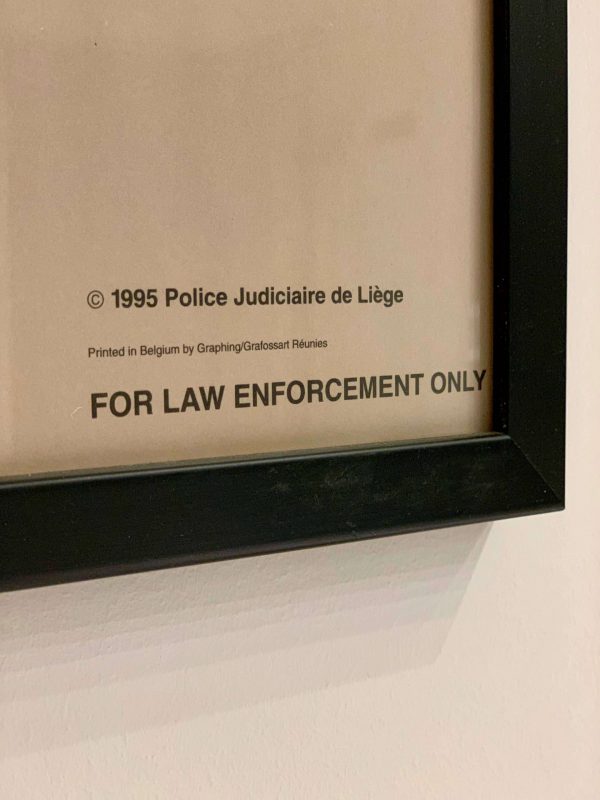 © 1995 Police Judiciaire de Liège
Printed in Belgium by Graphing/Grafossart Réunies
FOR LAW ENFORCEMENT ONLY